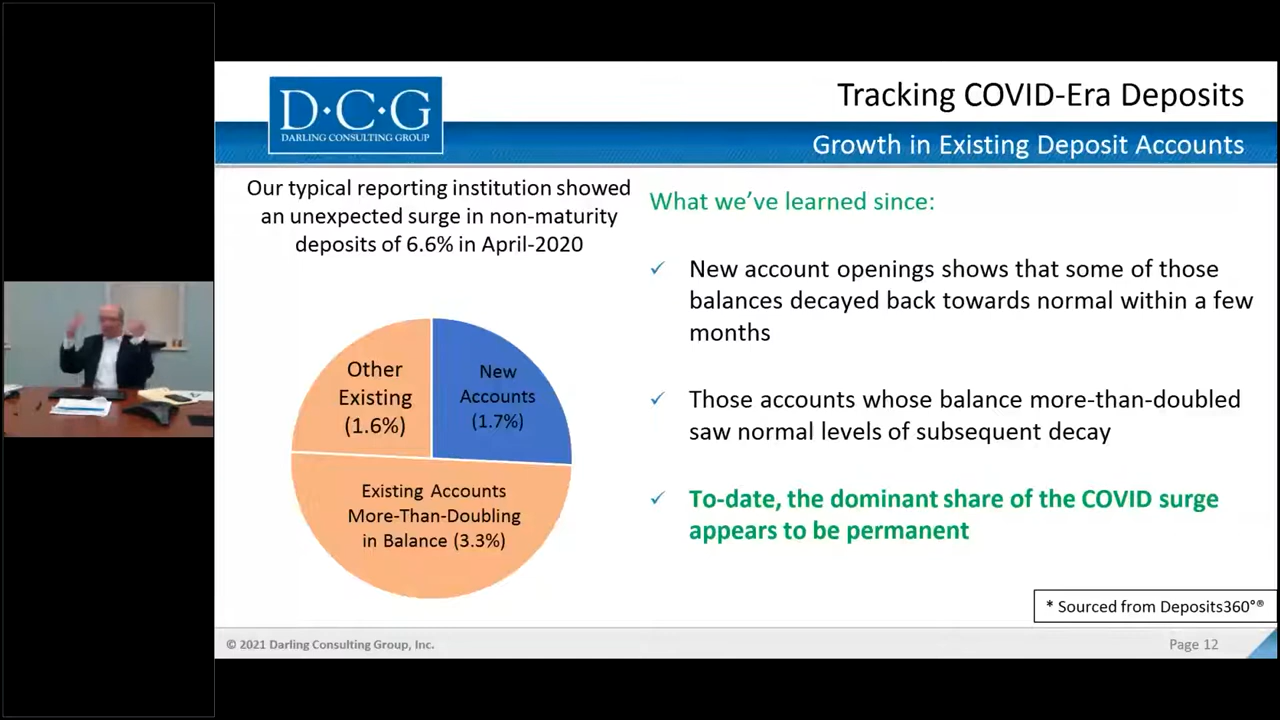 D·C·G
DARLING CONSULTING GROUP
Tracking COVID-Era Deposits
Growth in Existing Deposit Accounts
Our typical reporting institution showed
an unexpected surge in non-maturity
deposits of 6.6% in April-2020
Other
Existing
(1.6%)
New
Accounts
(1.7%)
Existing Accounts
More-Than-Doubling
in Balance (3.3%)
What we’ve learned since:
✓ New account openings shows that some of those
balances decayed back towards normal within a few
months
✓ Those accounts whose balance more-than-doubled
saw normal levels of subsequent decay
✓ To-date, the dominant share of the COVID surge
appears to be permanent
* Sourced from Deposits360°®
© 2021 Darling Consulting Group, Inc.
Page 12